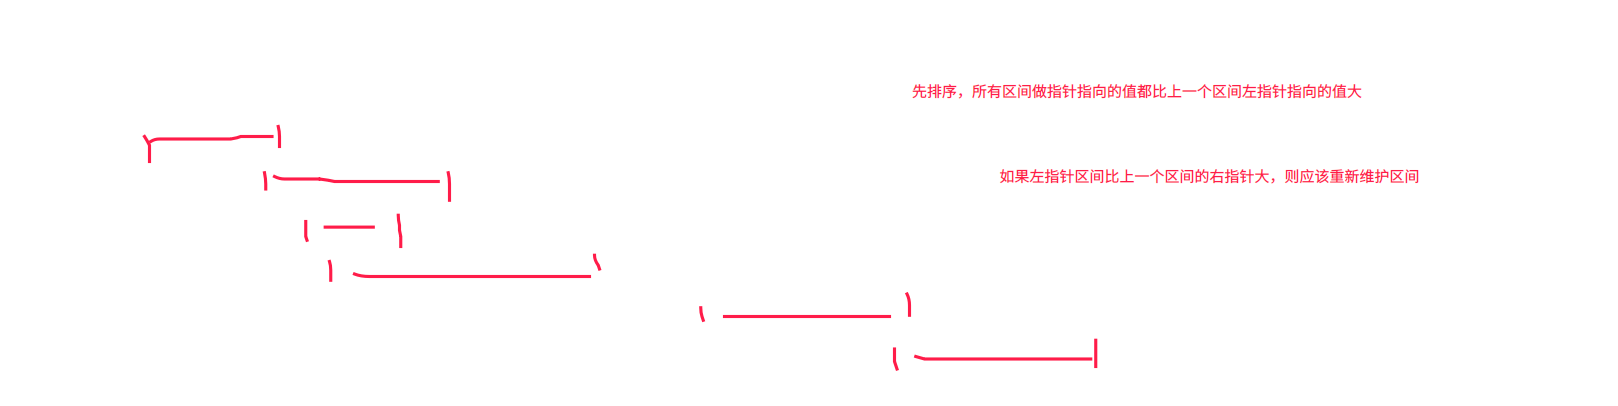 先排序，所有区间做指针指向的值都比上一个区间左指针指向的值大
如果左指针区间比上一个区间的右指针大，则应该重新维护区间